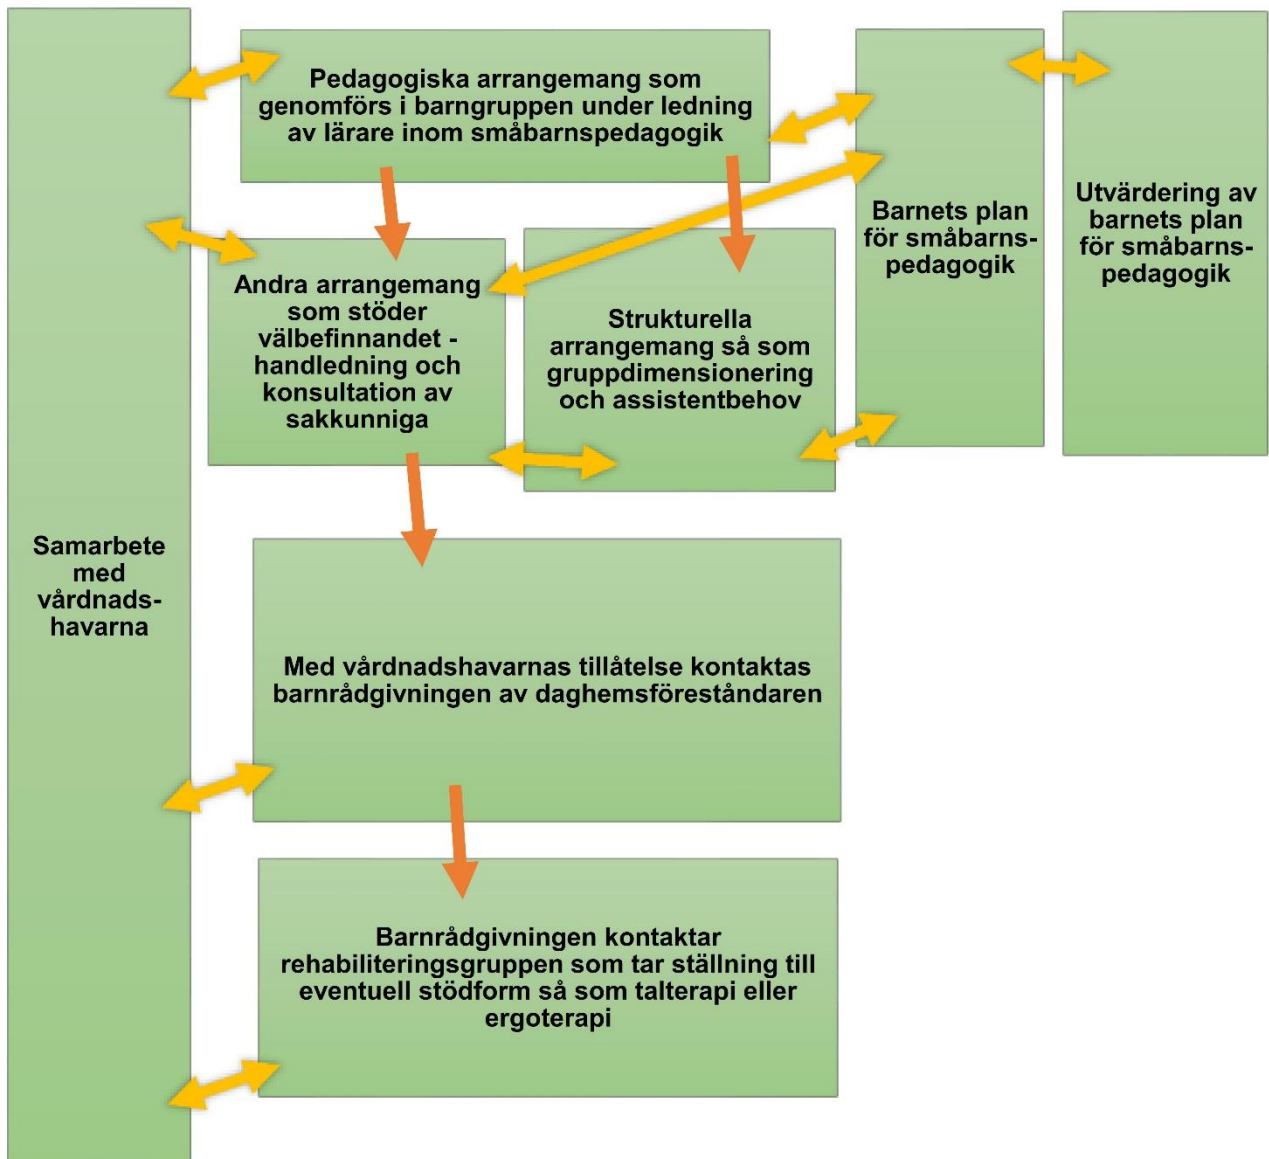 Pedagogiska arrangemang som
genomförs i barngruppen under ledning
av lärare inom småbarnspedagogik
Barnets plan
för småbarns-
pedagogik
Utvärdering av
barnets plan
för småbarns-
pedagogik
Andra arrangemang
som stöder
välbefinnandet -
handledning och
konsultation av
sakkunniga
Strukturella
arrangemang så som
gruppdimensionering
och assistentbehov
Samarbete
med
vårdnads-
havarna
Med vårdnadshavarnas tillåtelse kontaktas
barnrådgivningen av daghemsföreståndaren
Barnrådgivningen kontaktar
rehabiliteringsgruppen som tar ställning till
eventuell stödform så som talterapi eller
ergoterapi